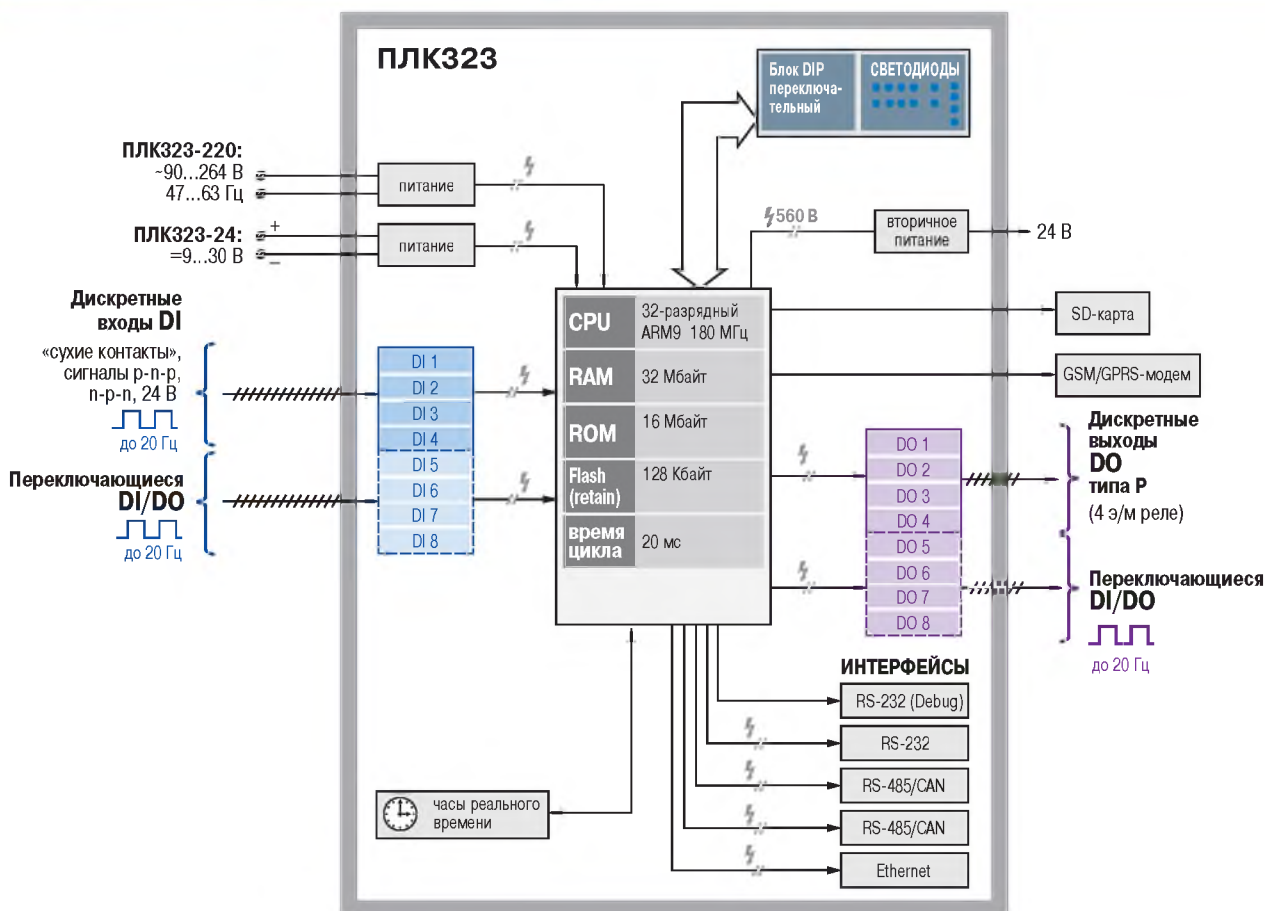 ПЛК323
Блок DIP
переключа-
тельный
СВЕТОДИОДЫ
ПЛК323-220:
~90...264 В
47...63 Гц
питание
ПЛК323-24:
=9...30 В
+
–
питание
560 В
вторичное
питание
24 В
Дискретные
входы DI
«сухие контакты»,
сигналы p-n-p,
n-p-n, 24 В
до 20 Гц
Переключающиеся
DI/DO
до 20 Гц
DI 1
DI 2
DI 3
DI 4
DI 5
DI 6
DI 7
DI 8
CPU
32-разрядный
ARM9 180 МГц
RAM
32 Мбайт
ROM
16 Мбайт
Flash
(retain)
128 Кбайт
время
цикла
20 мс
SD-карта
GSM/GPRS-модем
DO 1
DO 2
DO 3
DO 4
DO 5
DO 6
DO 7
DO 8
Дискретные
выходы
DO
типа Р
(4 э/м реле)
Переключающиеся
DI/DO
до 20 Гц
ИНТЕРФЕЙСЫ
RS-232 (Debug)
RS-232
RS-485/CAN
RS-485/CAN
Ethernet
часы реального
времени